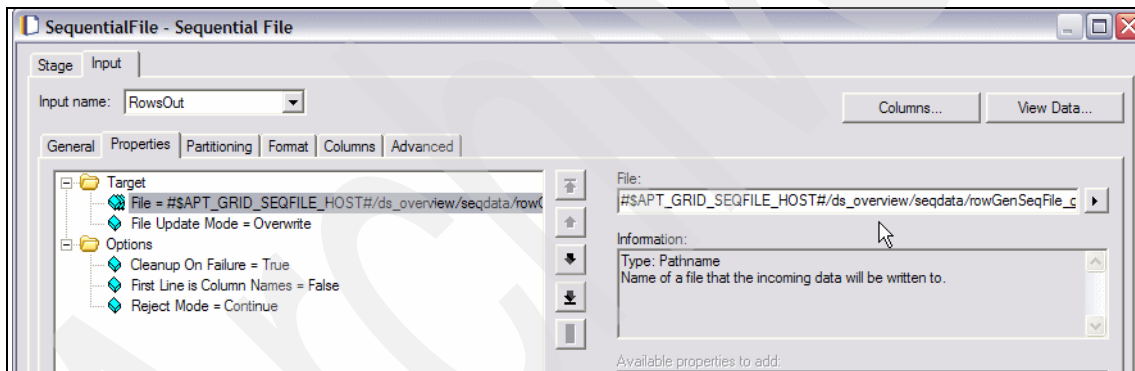 SequentialFile - Sequential File
Stage Input
Input name: RowsOut
Columns... View Data...
General Properties Partitioning Format Columns Advanced
Target
File = #$APT_GRID_SEQFILE_HOST#/ds_overview/seqdata/row
File Update Mode = Overwrite
Options
Cleanup On Failure = True
First Line is Column Names = False
Reject Mode = Continue
File:
#$APT_GRID_SEQFILE_HOST#/ds_overview/seqdata/rowGenSeqFile_
Information:
Type: Pathname
Name of a file that the incoming data will be written to.
Available properties to add: